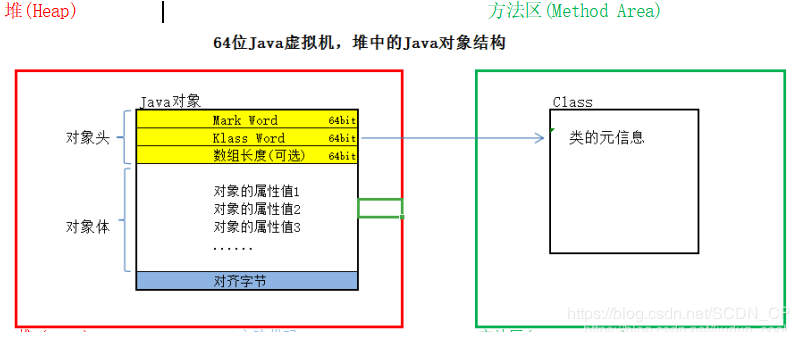 堆(Heap)
方法区(Method Area)
64位Java虚拟机，堆中的Java对象结构
Java对象
Class
对象头
Mark Word 64bit
Klass Word 64bit
数组长度(可选) 64bit
类的元信息
对象体
对象的属性值1
对象的属性值2
对象的属性值3
......
对齐字节
https://blog.csdn.net/SCDN_CP